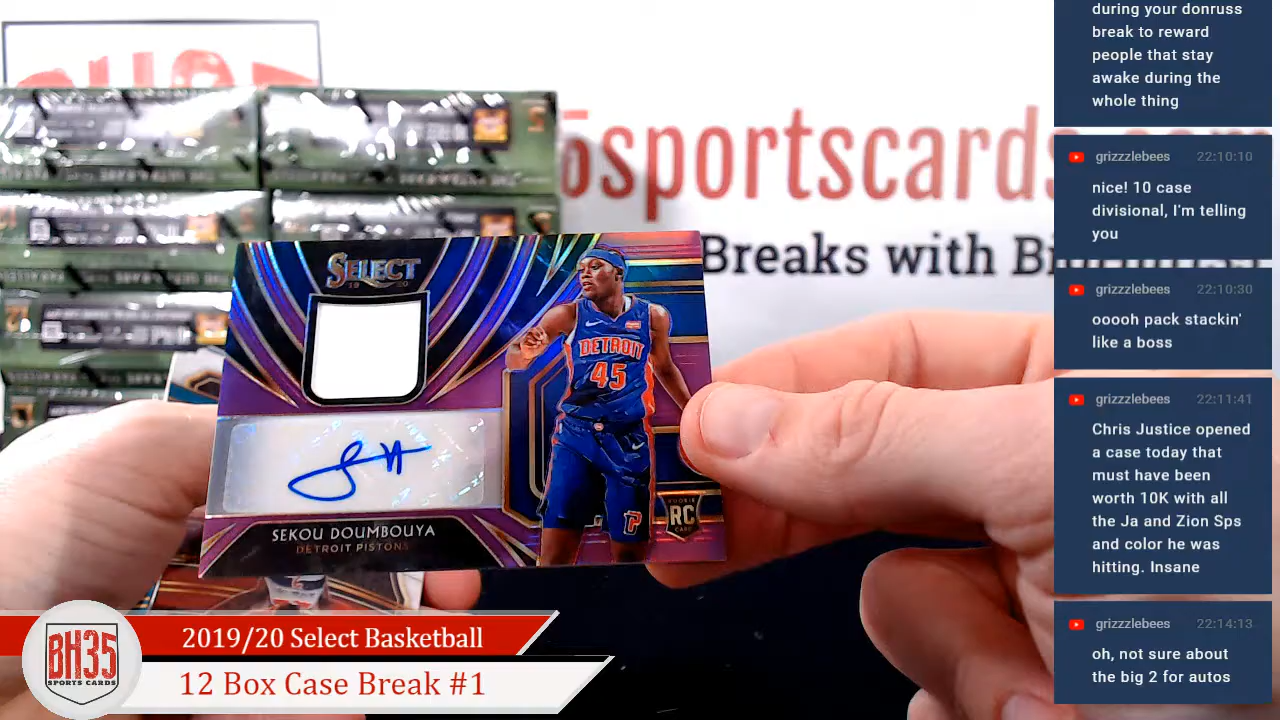 5sportscards
Breaks with Bi
SELECT
19 20
DETROIT
45
SEKOU DOUMBOUYA
DETROIT PISTONS
ROOKIE
RC
CARD
BH35
SPORTS CARDS
2019/20 Select Basketball
12 Box Case Break #1
during your donruss
break to reward
people that stay
awake during the
whole thing
grizzzlebees 22:10:10
nice! 10 case
divisional, I'm telling
you
grizzzlebees 22:10:30
ooooh pack stackin'
like a boss
grizzzlebees 22:11:41
Chris Justice opened
a case today that
must have been
worth 10K with all
the Ja and Zion Sps
and color he was
hitting. Insane
grizzzlebees 22:14:13
oh, not sure about
the big 2 for autos